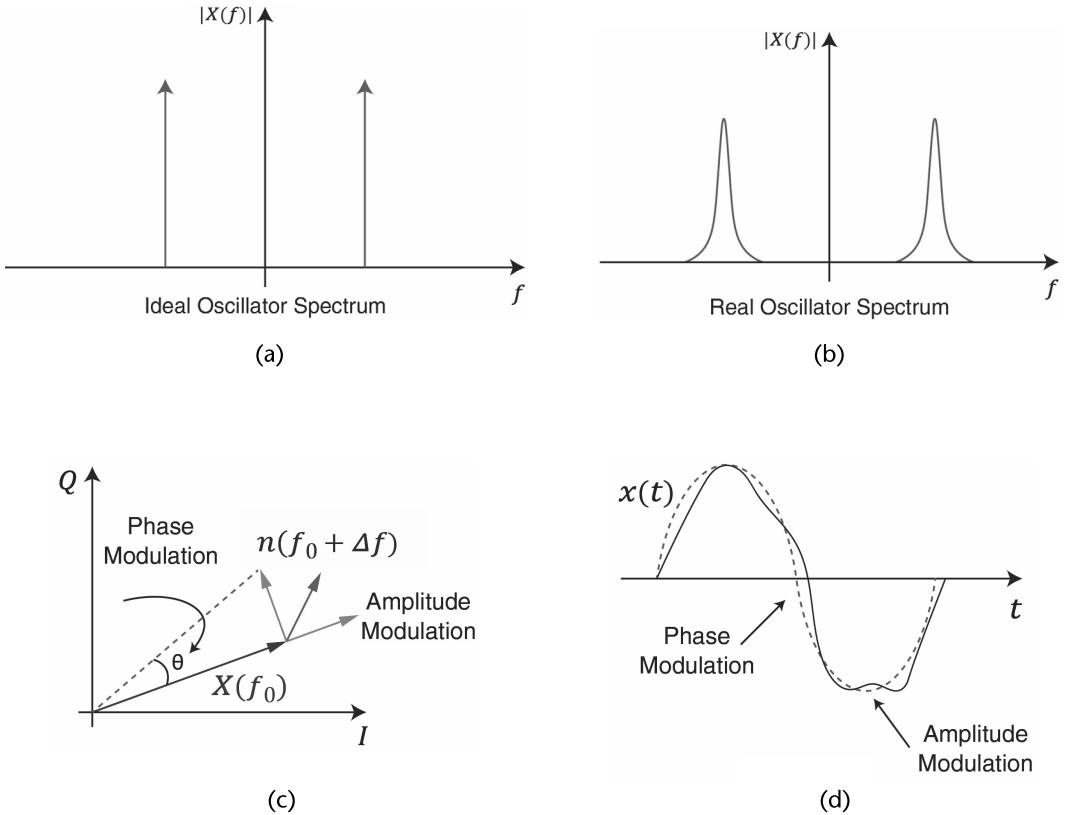 |X(f)|
f
Ideal Oscillator Spectrum
(a)
|X(f)|
f
Real Oscillator Spectrum
(b)
Q
Phase
Modulation
n(f₀ + Δf)
Amplitude
Modulation
θ
X(f₀)
I
(c)
x(t)
t
Phase
Modulation
Amplitude
Modulation
(d)